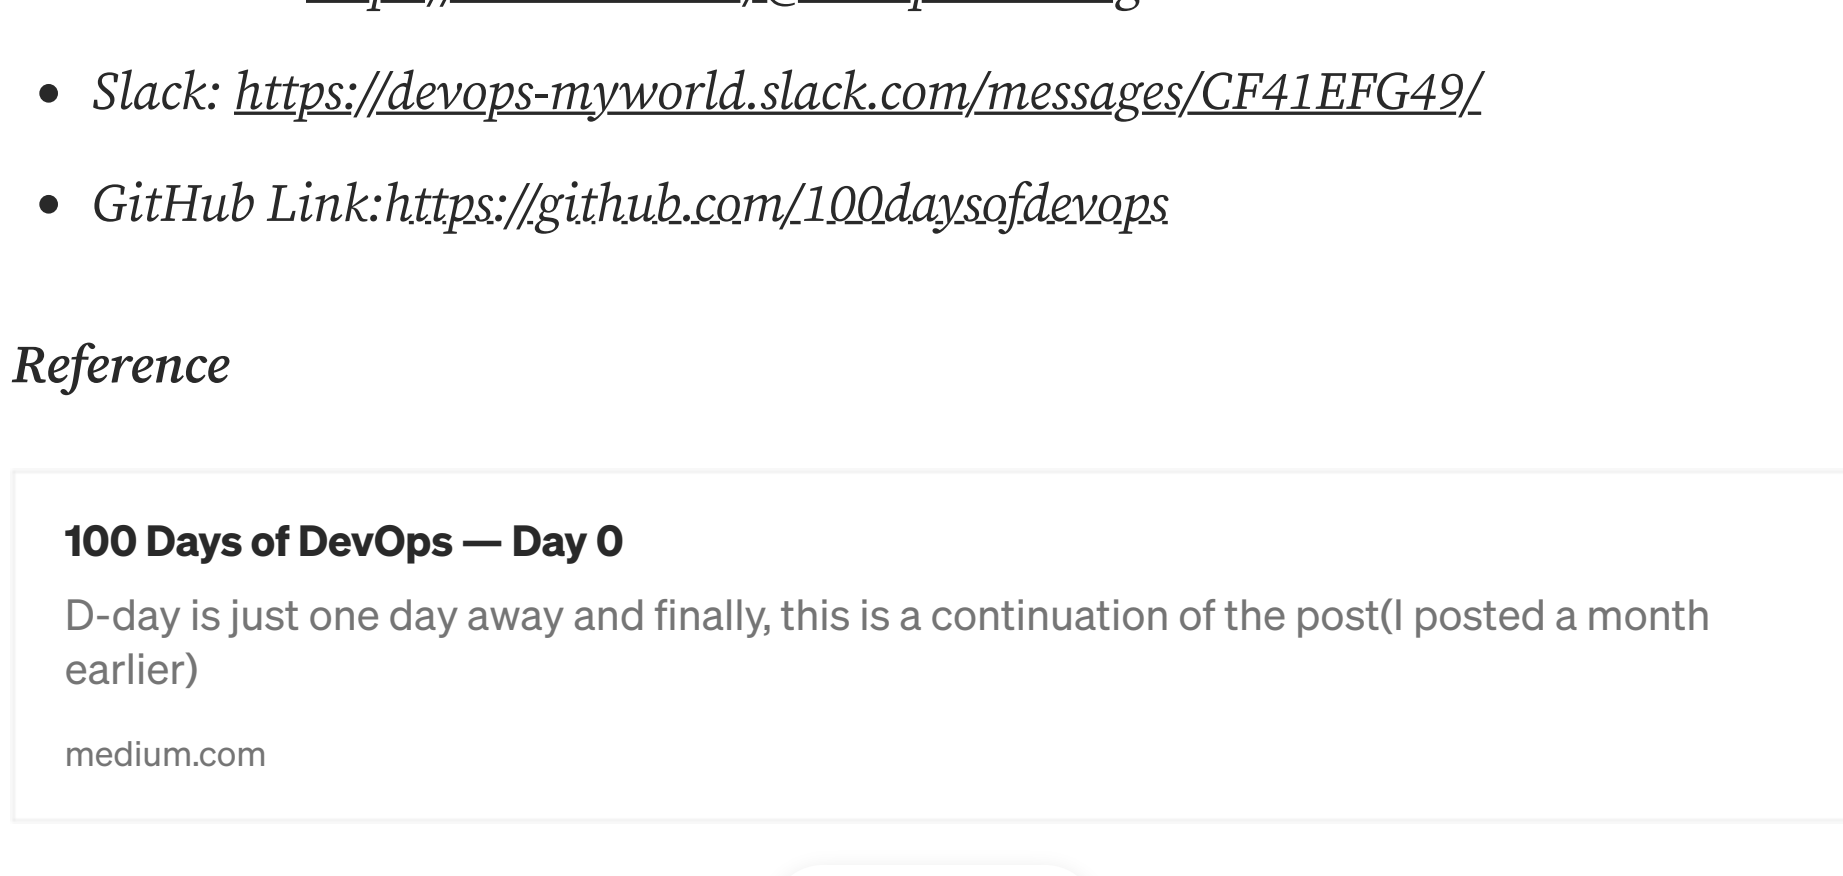 Slack: https://devops-myworld.slack.com/messages/CF41EFG49/
GitHub Link:https://github.com/100daysofdevops
Reference
100 Days of DevOps — Day 0
D-day is just one day away and finally, this is a continuation of the post(I posted a month
earlier)
medium.com